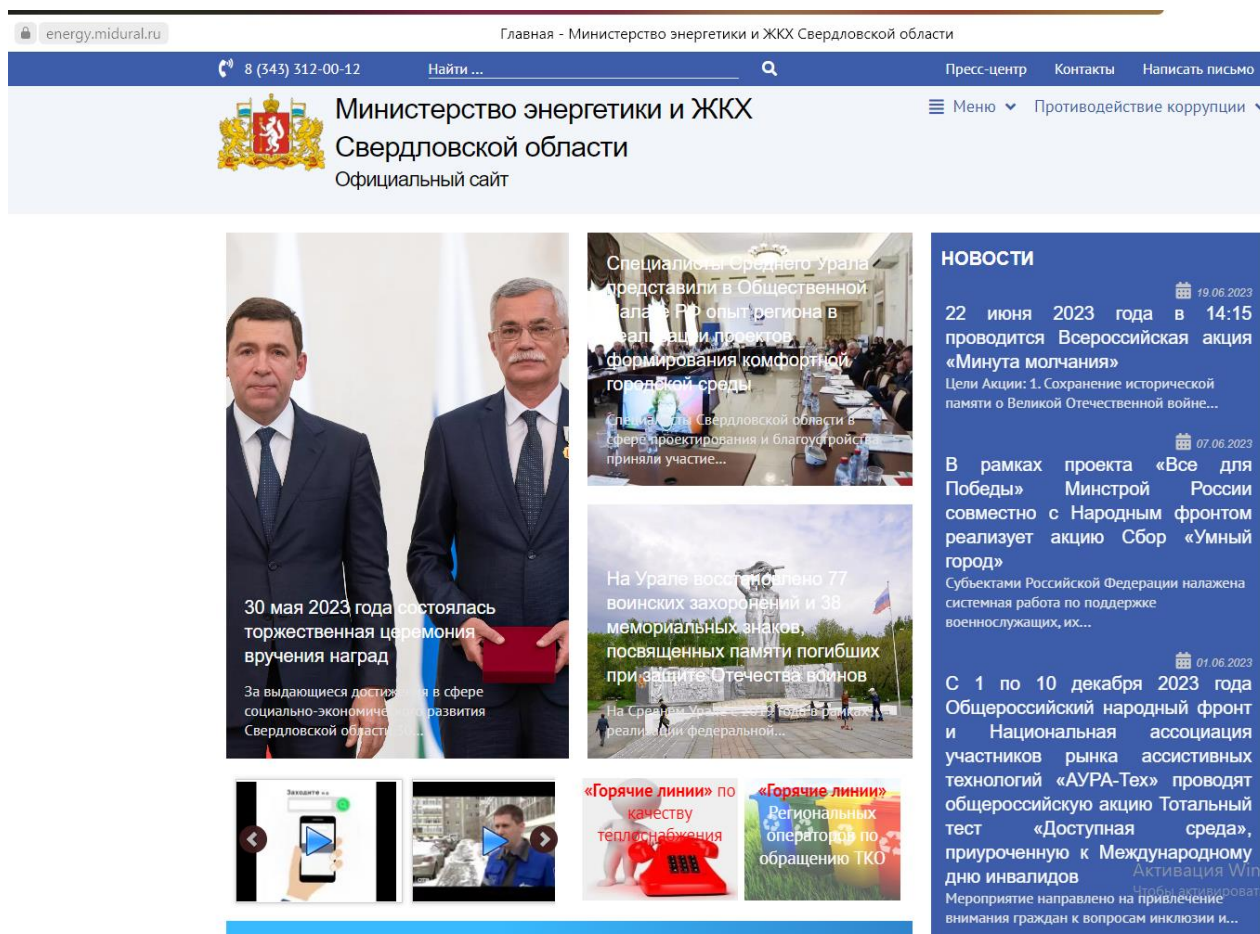 energy.midural.ru
Главная - Министерство энергетики и ЖКХ Свердловской области
8 (343) 312-00-12
Найти ...
Пресс-центр Контакты Написать письмо
Министерство энергетики и ЖКХ
Свердловской области
Официальный сайт
Меню
Противодействие коррупции
30 мая 2023 года состоялась
торжественная церемония
вручения наград
За выдающиеся достижения в сфере
социально-экономического развития
Свердловской области
Специалисты Среднего Урала
представили в Общественной
палате РФ опыт региона в
реализации проектов
формирования комфортной
городской среды
Специалисты Свердловской области в
сфере проектирования и благоустройства
приняли участие...
На Урале восстановлено 77
воинских захоронений и 38
мемориальных знаков,
посвященных памяти погибших
при защите Отечества воинов
На Среднем Урале с 2019 года в рамках
реализации федеральной...
НОВОСТИ
19.06.2023
22 июня 2023 года в 14:15
проводится Всероссийская акция
«Минута молчания»
Цели Акции: 1. Сохранение исторической
памяти о Великой Отечественной войне...
07.06.2023
В рамках проекта «Все для
Победы» Минстрой России
совместно с Народным фронтом
реализует акцию Сбор «Умный
город»
Субъектами Российской Федерации налажена
системная работа по поддержке
военнослужащих, их...
01.06.2023
С 1 по 10 декабря 2023 года
Общероссийский народный фронт
и Национальная ассоциация
участников рынка ассистивных
технологий «АУРА-Тех» проводят
общероссийскую акцию Тотальный
тест «Доступная среда»,
приуроченную к Международному
дню инвалидов
Мероприятие направлено на привлечение
внимания граждан к вопросам инклюзии и...
Заходите
«Горячие линии» по
качеству
теплоснабжения
«Горячие линии»
Региональных
операторов по
обращению ТКО
Активация Win
Чтобы активироват